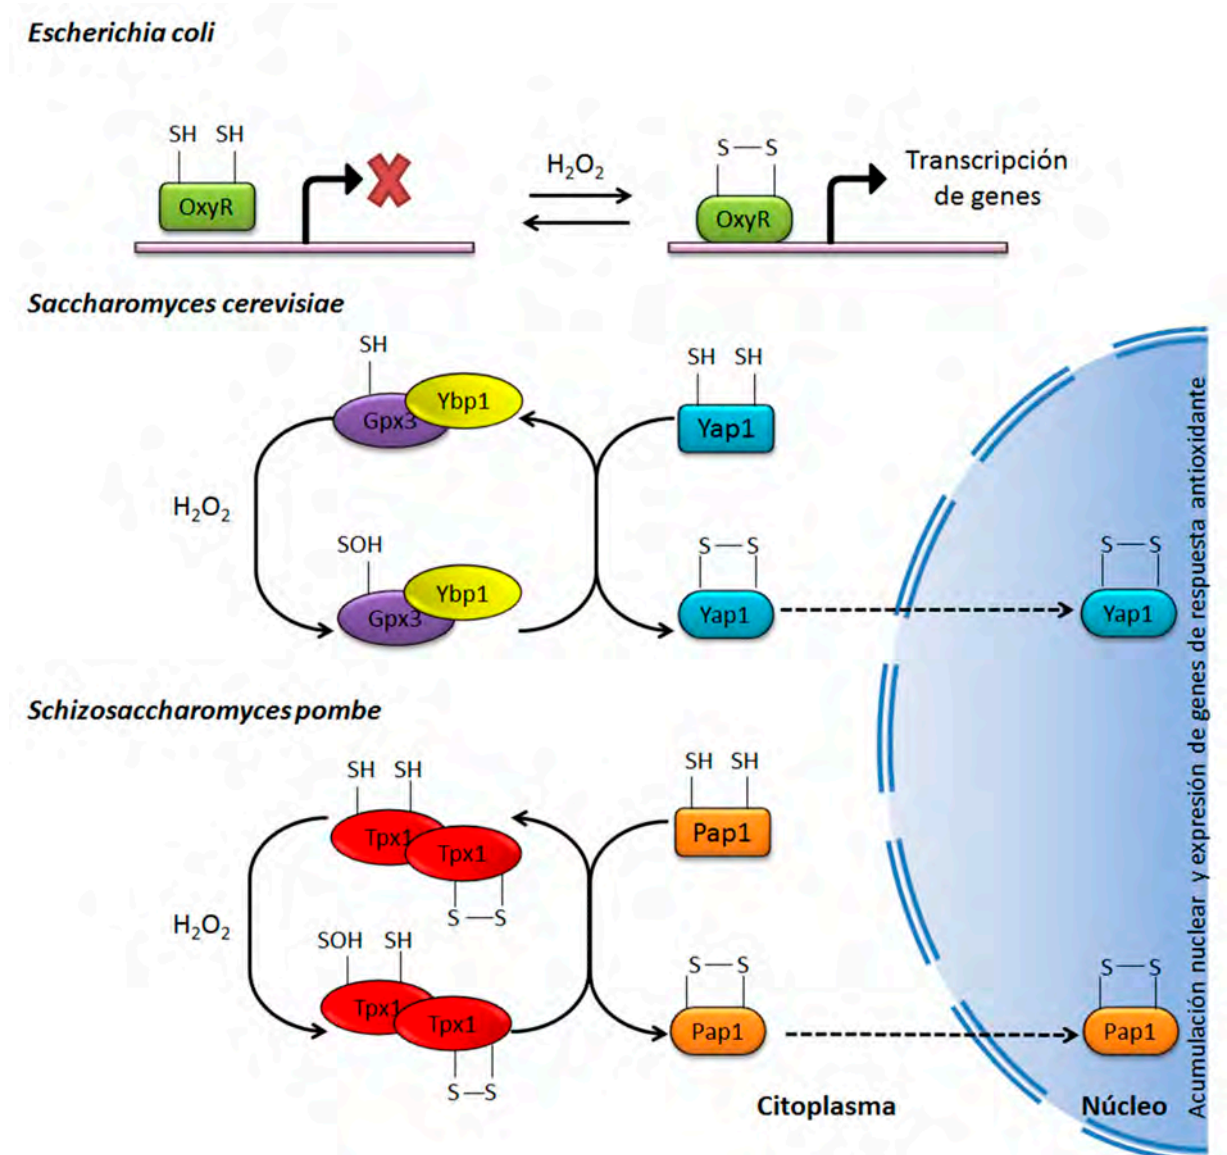 Escherichia coli
SH SH
OxyR
H₂O₂
S—S
OxyR
Transcripción
de genes
Saccharomyces cerevisiae
SH
Gpx3
Ybp1
SH SH
Yap1
H₂O₂
SOH
Gpx3
Ybp1
S—S
Yap1
S—S
Yap1
Schizosaccharomyces pombe
SH SH
Tpx1
Tpx1
S—S
SH SH
Pap1
H₂O₂
SOH SH
Tpx1
Tpx1
S—S
S—S
Pap1
S—S
Pap1
Citoplasma
Núcleo
Acumulación nuclear y expresión de genes de respuesta antioxidante